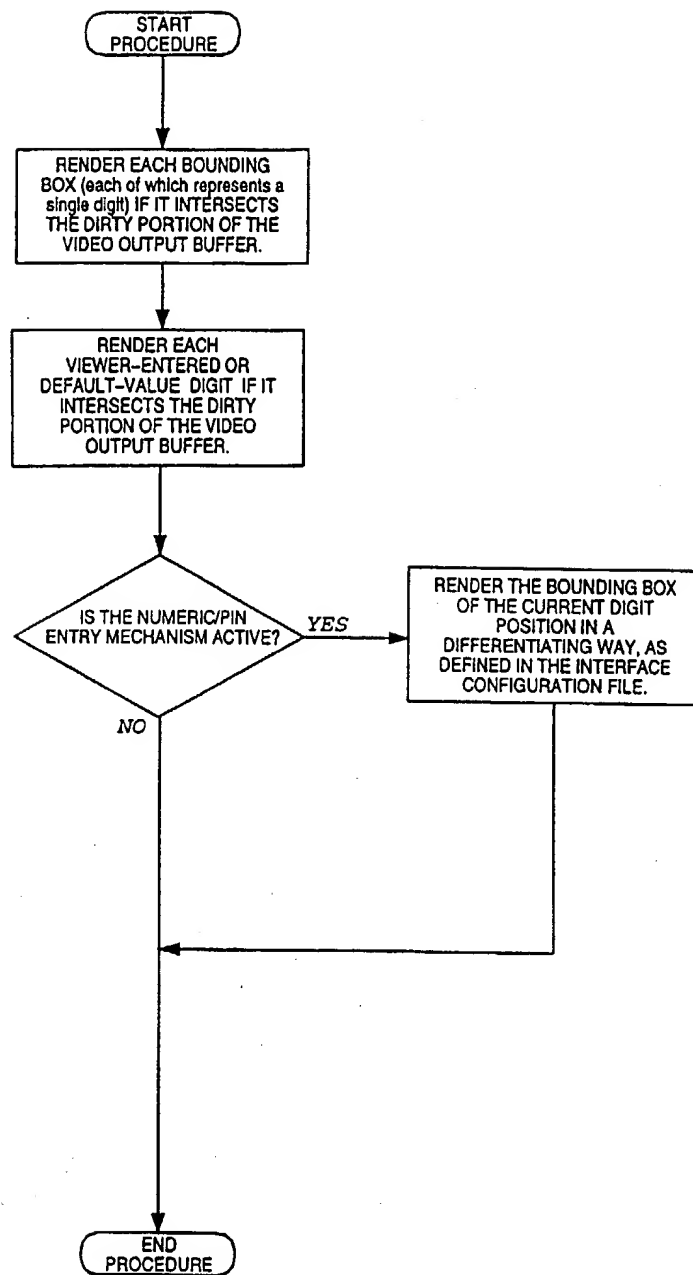 START
PROCEDURE
RENDER EACH BOUNDING
BOX (each of which represents a
single digit) IF IT INTERSECTS
THE DIRTY PORTION OF THE
VIDEO OUTPUT BUFFER.
RENDER EACH
VIEWER-ENTERED OR
DEFAULT-VALUE DIGIT IF IT
INTERSECTS THE DIRTY
PORTION OF THE VIDEO
OUTPUT BUFFER.
IS THE NUMERIC/PIN
ENTRY MECHANISM ACTIVE?
YES
RENDER THE BOUNDING BOX
OF THE CURRENT DIGIT
POSITION IN A
DIFFERENTIATING WAY, AS
DEFINED IN THE INTERFACE
CONFIGURATION FILE.
NO
END
PROCEDURE